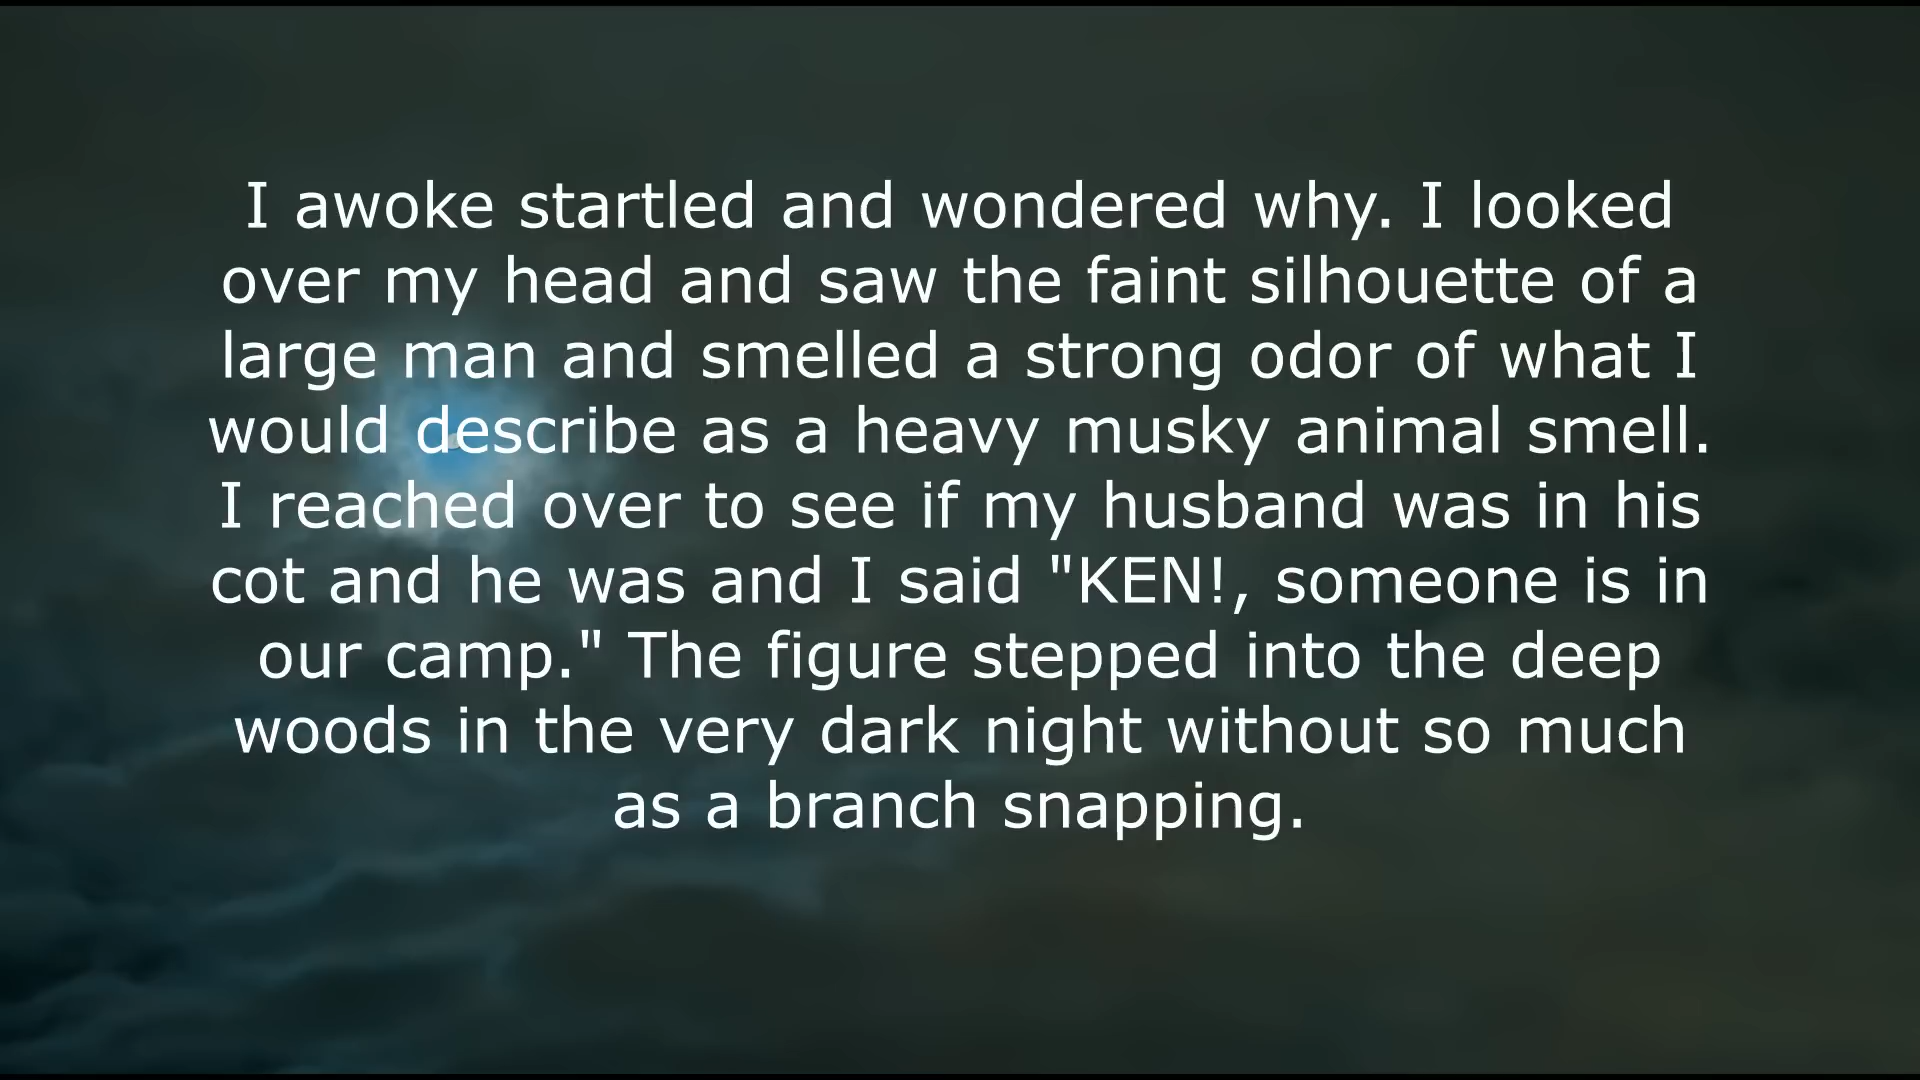 I awoke startled and wondered why. I looked
over my head and saw the faint silhouette of a
large man and smelled a strong odor of what I
would describe as a heavy musky animal smell.
I reached over to see if my husband was in his
cot and he was and I said "KEN!, someone is in
our camp." The figure stepped into the deep
woods in the very dark night without so much
as a branch snapping.